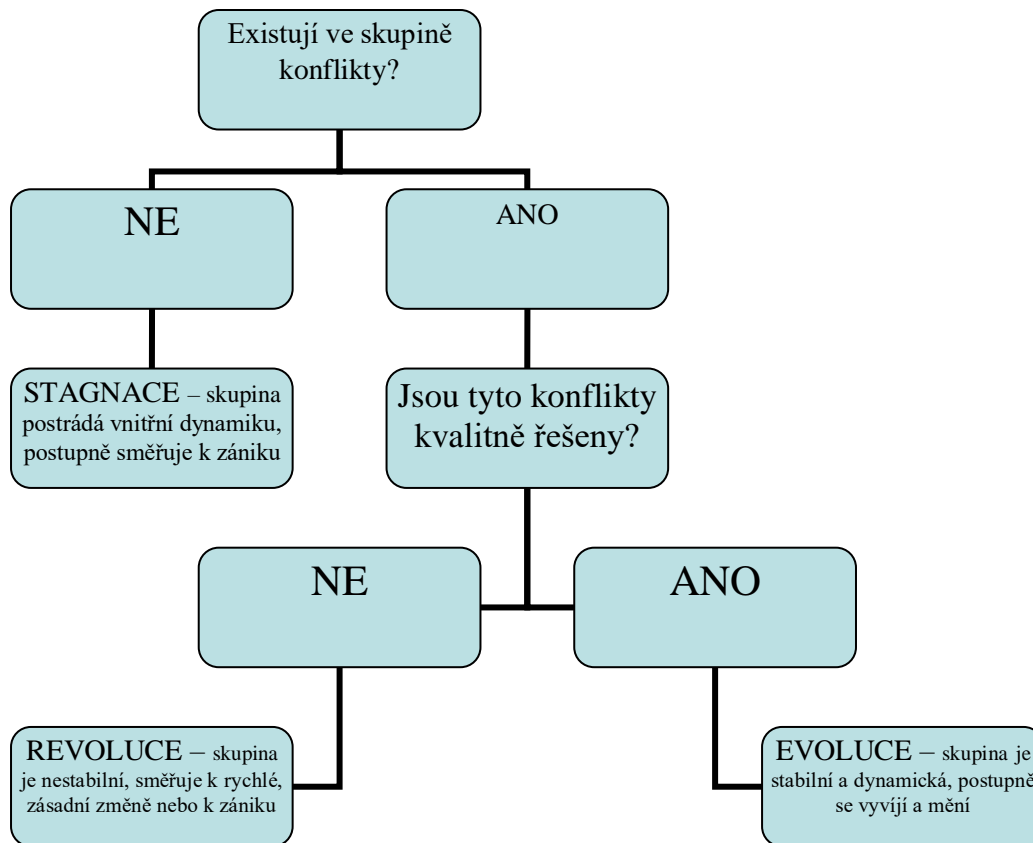 Existují ve skupině
konflikty?
NE
ANO
STAGNACE – skupina
postrádá vnitřní dynamiku,
postupně směřuje k zániku
Jsou tyto konflikty
kvalitně řešeny?
NE
ANO
REVOLUCE – skupina
je nestabilní, směřuje k rychlé,
zásadní změně nebo k zániku
EVOLUCE – skupina je
stabilní a dynamická, postupně
se vyvíjí a mění